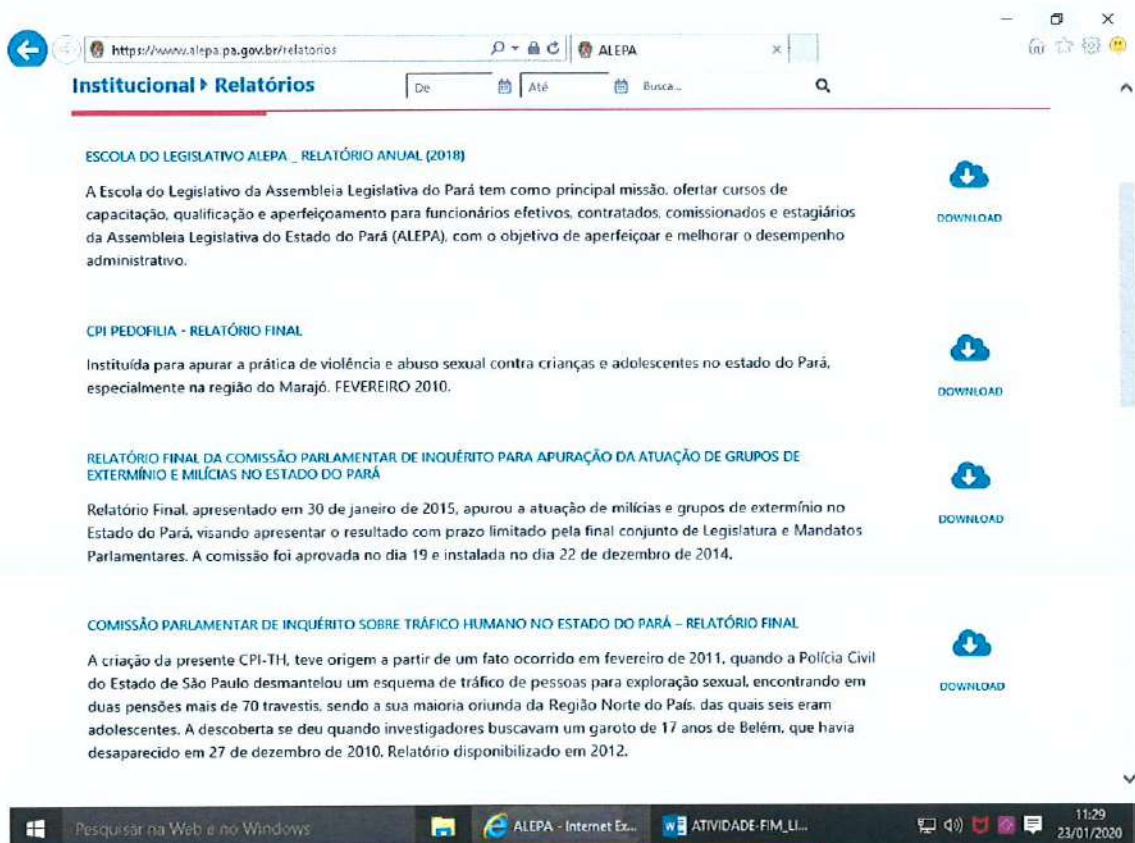 https://www.alepa.pa.gov.br/relatorios
ALEPA
Institucional Relatórios
De
Até
Busca...
ESCOLA DO LEGISLATIVO ALEPA _ RELATÓRIO ANUAL (2018)
A Escola do Legislativo da Assembleia Legislativa do Pará tem como principal missão, ofertar cursos de
capacitação, qualificação e aperfeiçoamento para funcionários efetivos, contratados, comissionados e estagiários
da Assembleia Legislativa do Estado do Pará (ALEPA), com o objetivo de aperfeiçoar e melhorar o desempenho
administrativo.
DOWNLOAD
CPI PEDOFILIA - RELATÓRIO FINAL
Instituída para apurar a prática de violência e abuso sexual contra crianças e adolescentes no estado do Pará,
especialmente na região do Marajó. FEVEREIRO 2010.
DOWNLOAD
RELATÓRIO FINAL DA COMISSÃO PARLAMENTAR DE INQUÉRITO PARA APURAÇÃO DA ATUAÇÃO DE GRUPOS DE
EXTERMÍNIO E MILÍCIAS NO ESTADO DO PARÁ
Relatório Final, apresentado em 30 de janeiro de 2015, apurou a atuação de milícias e grupos de extermínio no
Estado do Pará, visando apresentar o resultado com prazo limitado pela final conjunto de Legislatura e Mandatos
Parlamentares. A comissão foi aprovada no dia 19 e instalada no dia 22 de dezembro de 2014.
DOWNLOAD
COMISSÃO PARLAMENTAR DE INQUÉRITO SOBRE TRÁFICO HUMANO NO ESTADO DO PARÁ – RELATÓRIO FINAL
A criação da presente CPI-TH, teve origem a partir de um fato ocorrido em fevereiro de 2011, quando a Polícia Civil
do Estado de São Paulo desmantelou um esquema de tráfico de pessoas para exploração sexual, encontrando em
duas pensões mais de 70 travestis, sendo a sua maioria oriunda da Região Norte do País, das quais seis eram
adolescentes. A descoberta se deu quando investigadores buscavam um garoto de 17 anos de Belém, que havia
desaparecido em 27 de dezembro de 2010. Relatório disponibilizado em 2012.
DOWNLOAD
Pesquisar na Web e no Windows
ALEPA - Internet Ex...
ATIVIDADE-FIM_LI...
11:29
23/01/2020